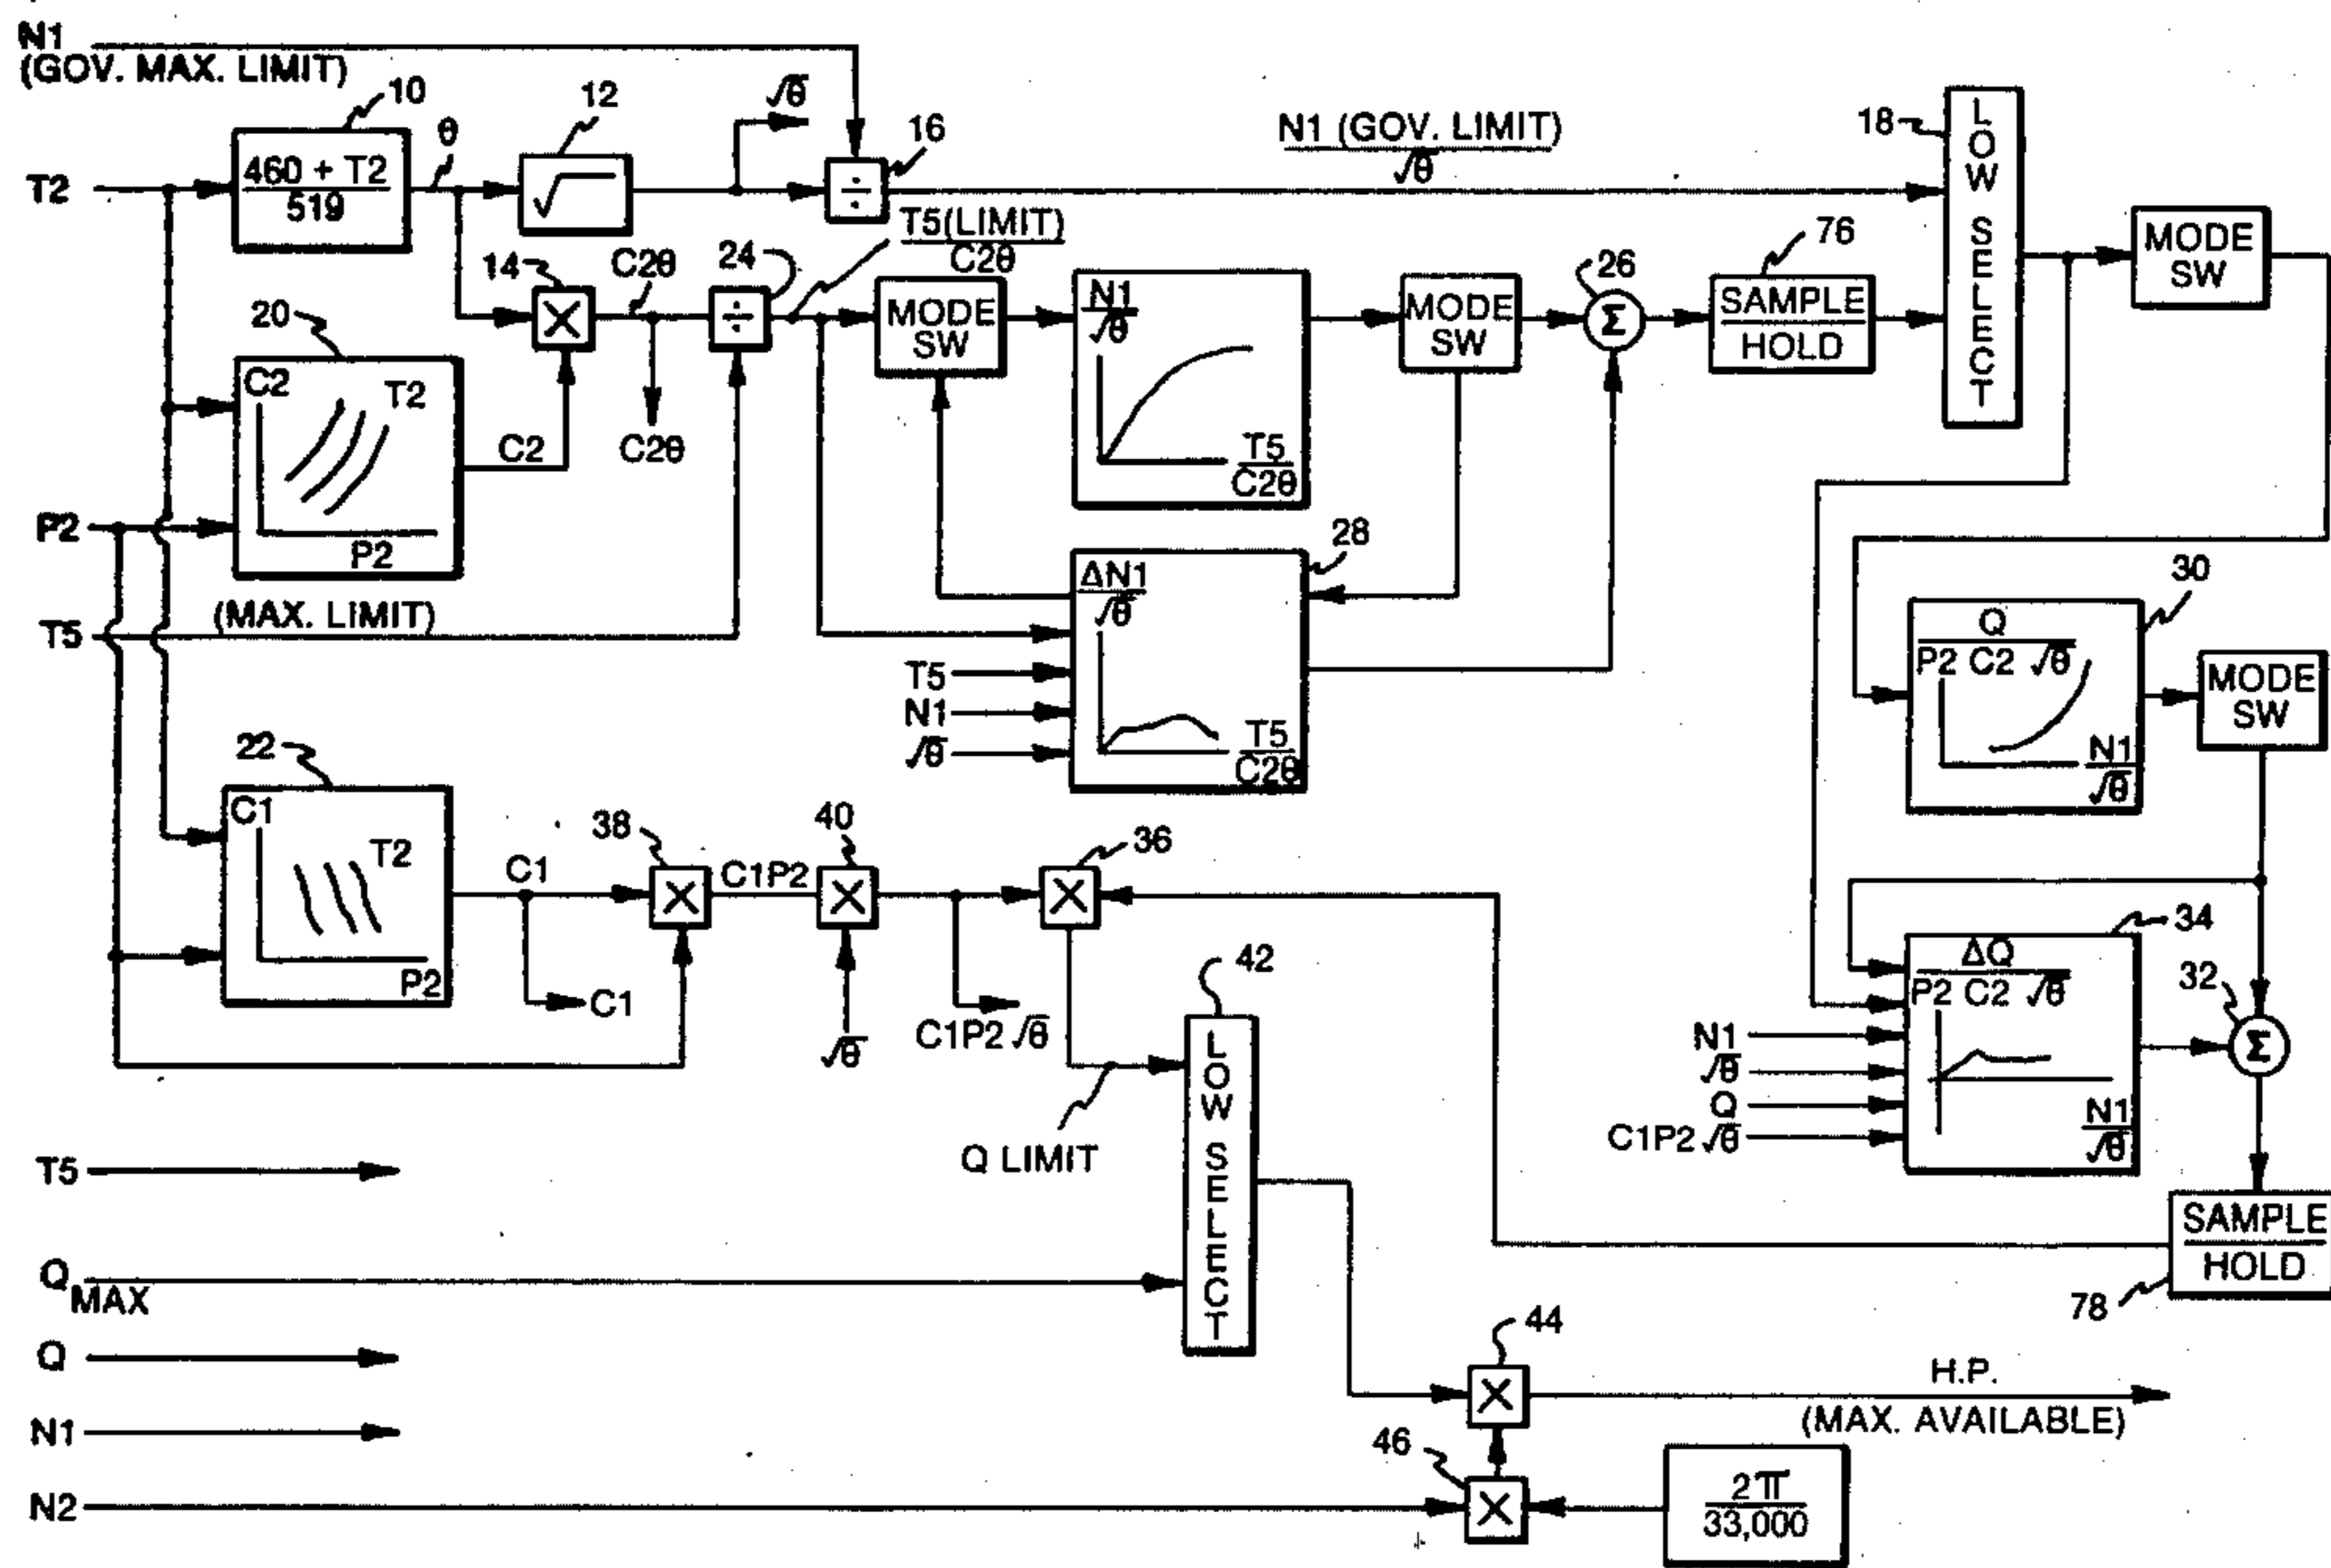 N1
(GOV. MAX. LIMIT)
10
θ
12
√θ
16
N1 (GOV. LIMIT)
√θ
18
LOW SELECT
T2
460 + T2
519
√
÷
T5(LIMIT)
C2θ
76
MODE
SW
14
C2θ
24
26
20
X
÷
MODE
SW
N1
√θ
T5
C2θ
MODE
SW
Σ
SAMPLE
HOLD
C2
T2
P2
C2
C2θ
P2
28
(MAX. LIMIT)
T5
ΔN1
√θ
T5
C2θ
T5
N1
√θ
30
Q
P2 C2 √θ
N1
√θ
MODE
SW
22
C1
T2
P2
C1
C1
38
X
C1P2
40
X
√θ
C1P2 √θ
36
X
34
ΔQ
P2 C2 √θ
N1
√θ
N1
√θ
Q
C1P2 √θ
32
Σ
42
LOW SELECT
Q LIMIT
T5
SAMPLE
HOLD
78
Q
MAX
44
Q
X
H.P.
(MAX. AVAILABLE)
N1
46
N2
X
2π
33,000